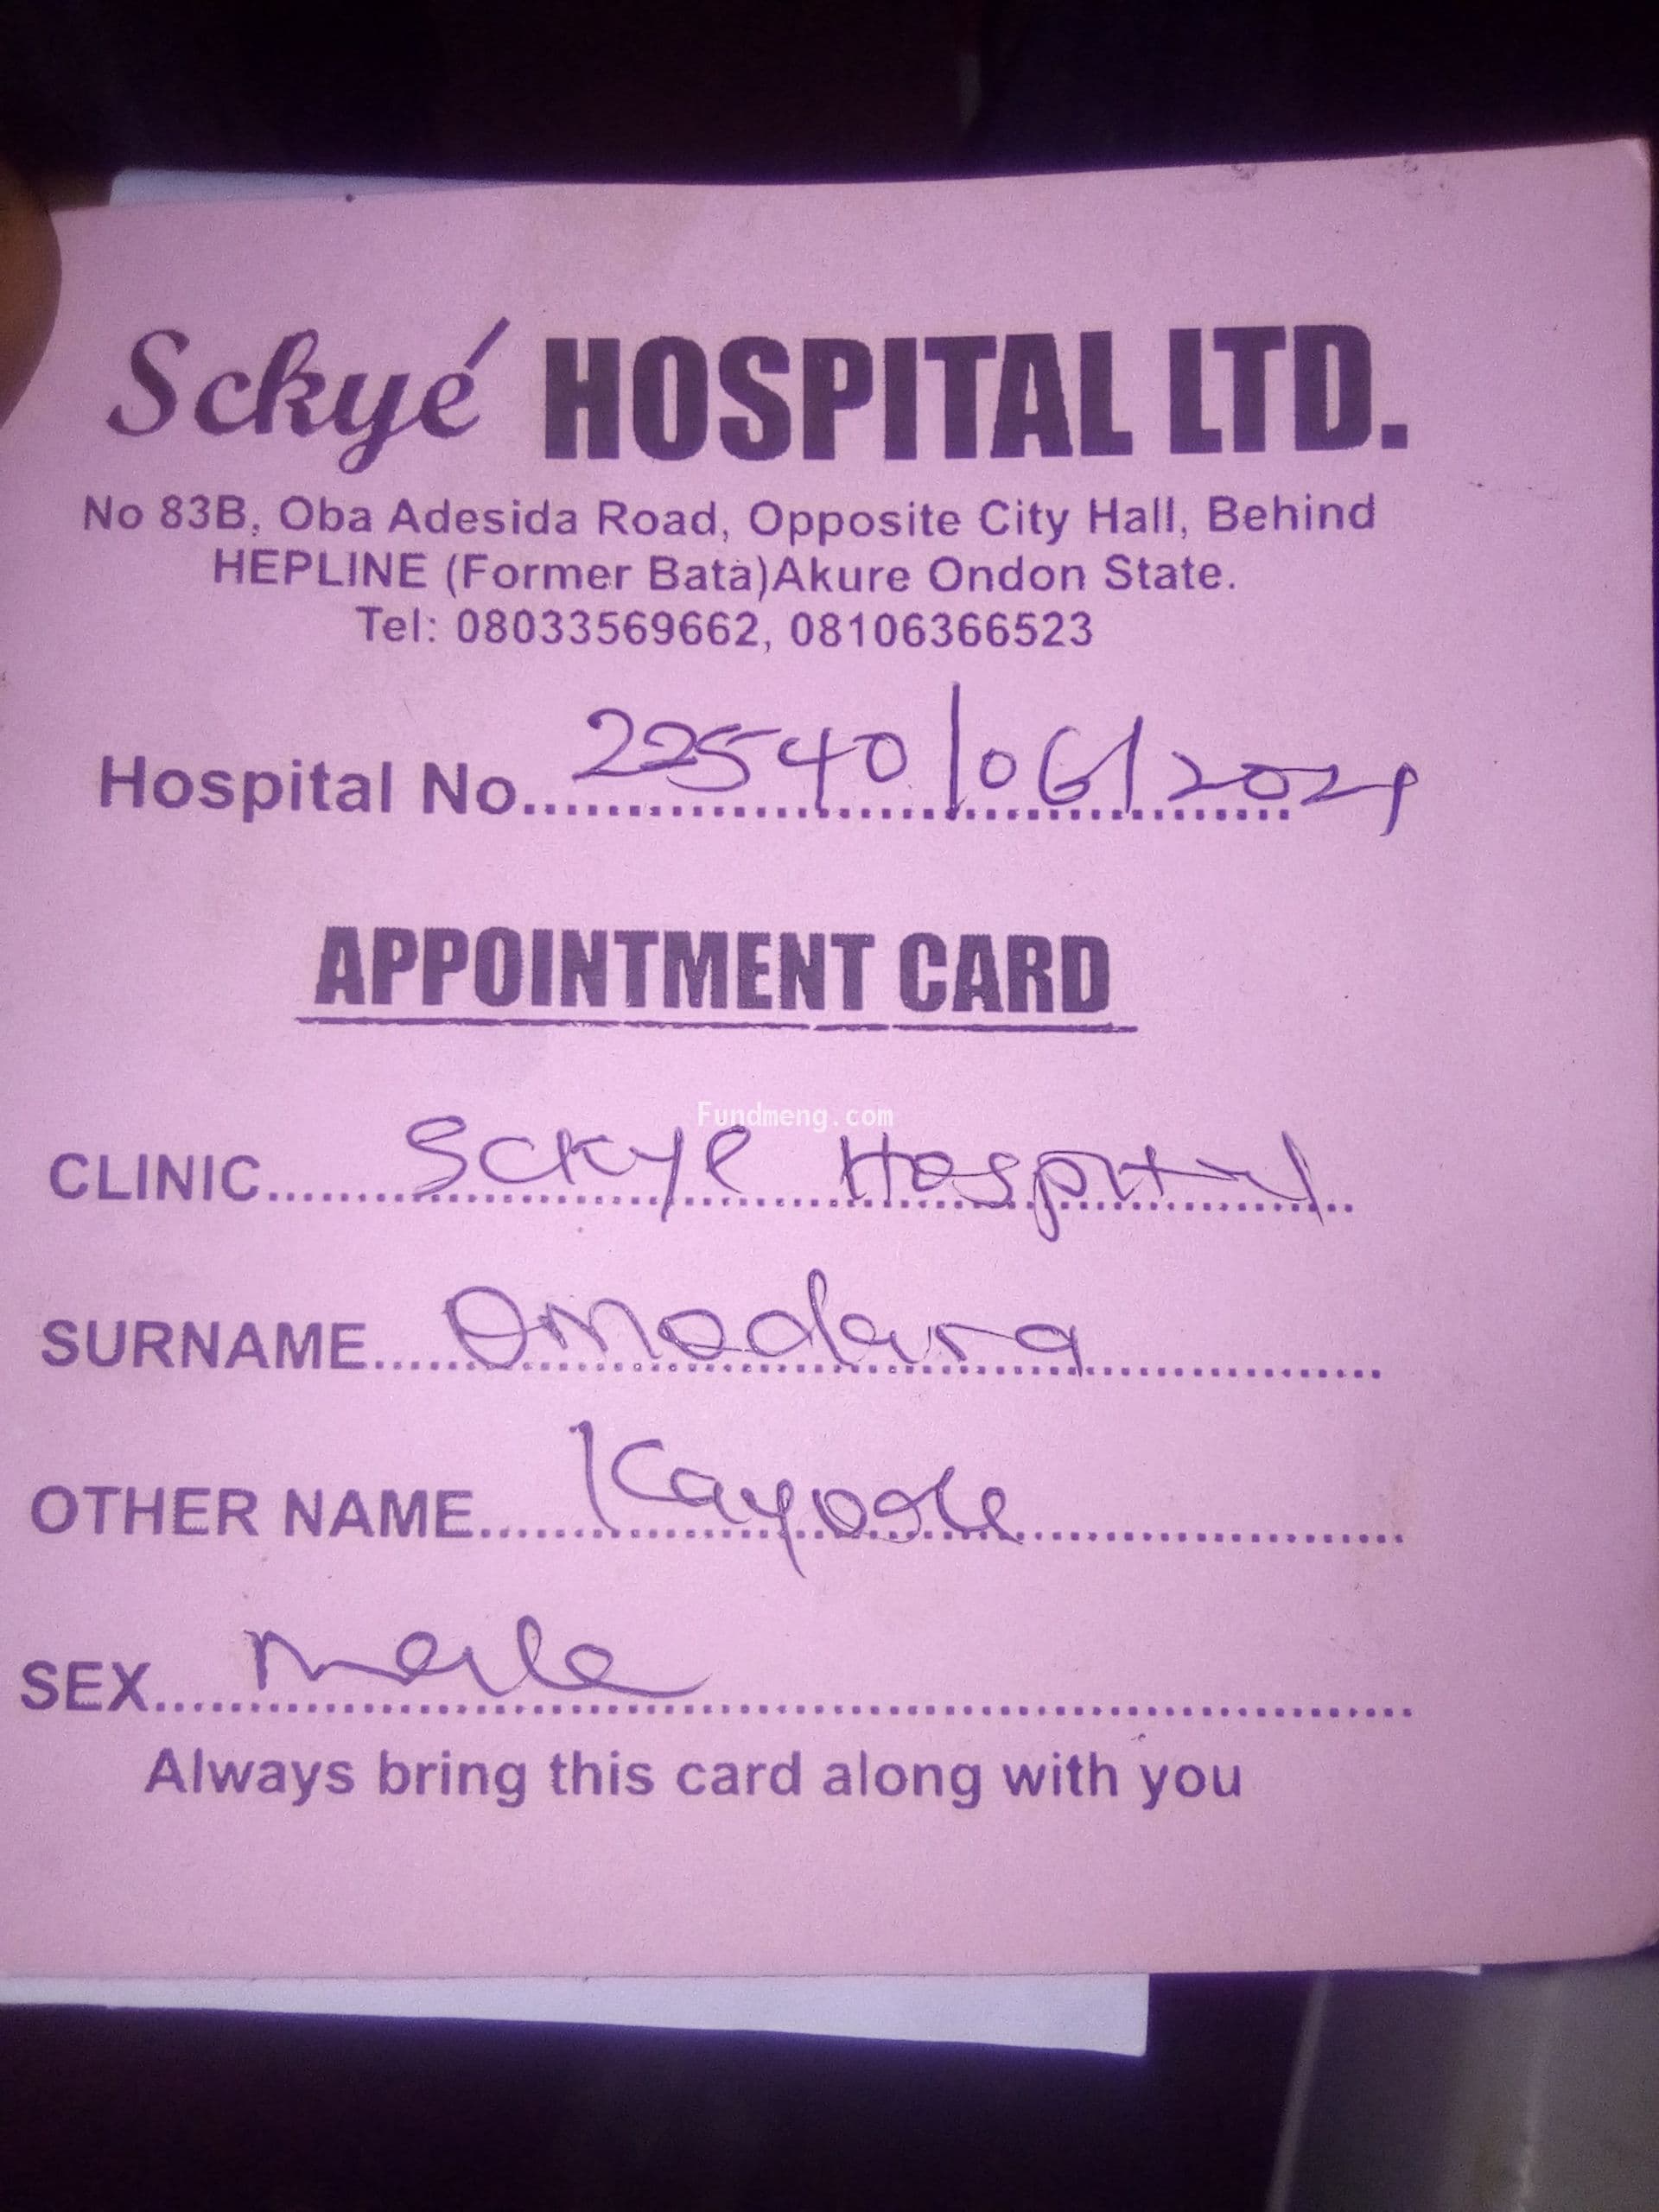 Sckyé HOSPITAL LTD.
No 83B, Oba Adesida Road, Opposite City Hall, Behind
HEPLINE (Former Bata)Akure Ondon State.
Tel: 08033569662, 08106366523
Hospital No. 22540/06/2024
APPOINTMENT CARD
Fundmeng.com
CLINIC Sckye Hospital
SURNAME Omodara
OTHER NAME Kayode
SEX male
Always bring this card along with you